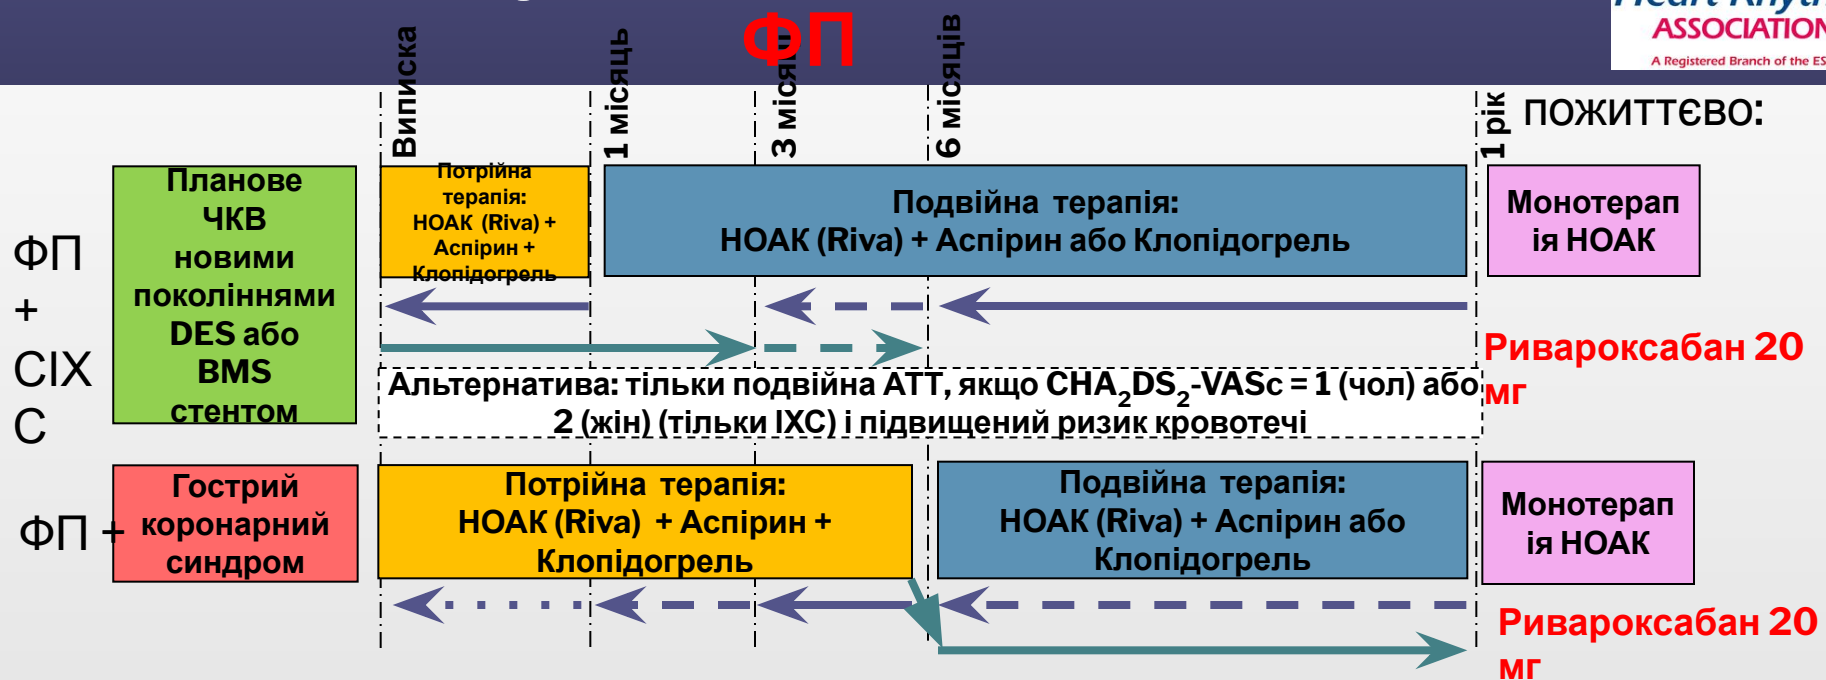 ФП
Heart Rhyth
ASSOCIATION
A Registered Branch of the ES
Виписка
1 місяць
6 місяців
1 рік
пожиттєво:
ФП
+
СІХ
С
Планове
ЧКВ
новими
поколіннями
DES або
BMS
стентом
Потрійна
терапія:
НОАК (Riva) +
Аспірин +
Клопідогрель
Подвійна терапія:
НОАК (Riva) + Аспірин або Клопідогрель
Монотерап
ія НОАК
Ривароксабан 20
мг
Альтернатива: тільки подвійна АТТ, якщо CHA2DS2-VASc = 1 (чол) або
2 (жін) (тільки ІХС) і підвищений ризик кровотечі
ФП +
Гострий
коронарний
синдром
Потрійна терапія:
НОАК (Riva) + Аспірин +
Клопідогрель
Подвійна терапія:
НОАК (Riva) + Аспірин або
Клопідогрель
Монотерап
ія НОАК
Ривароксабан 20
мг